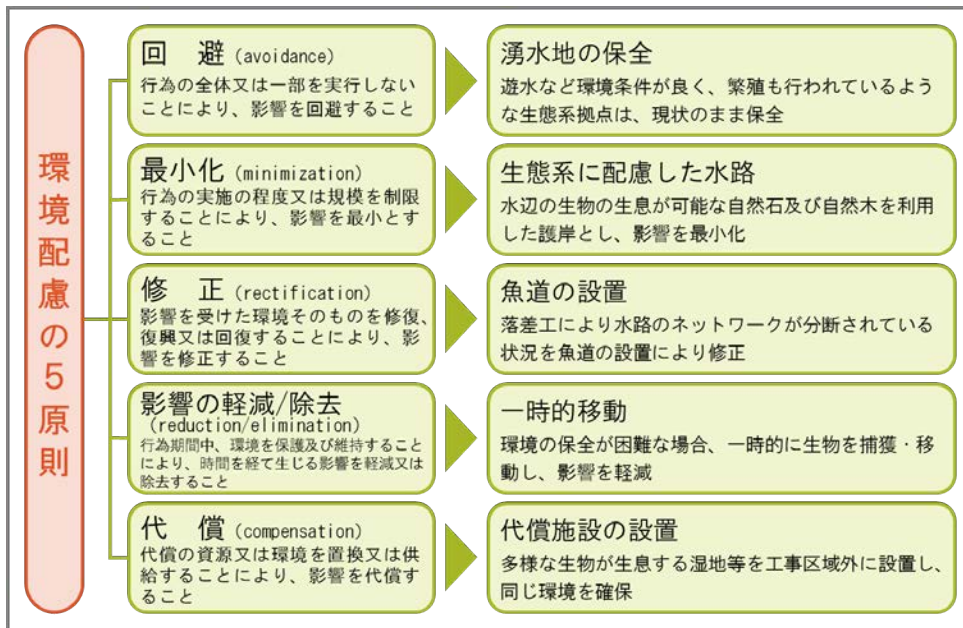 環境配慮の5原則
回　避 (avoidance)
行為の全体又は一部を実行しない
ことにより、影響を回避すること
湧水地の保全
遊水など環境条件が良く、繁殖も行われているよう
な生態系拠点は、現状のまま保全
最小化 (minimization)
行為の実施の程度又は規模を制限
することにより、影響を最小とす
ること
生態系に配慮した水路
水辺の生物の生息が可能な自然石及び自然木を利用
した護岸とし、影響を最小化
修　正 (rectification)
影響を受けた環境そのものを修復、
復興又は回復することにより、影
響を修正すること
魚道の設置
落差工により水路のネットワークが分断されている
状況を魚道の設置により修正
影響の軽減/除去
(reduction/elimination)
行為期間中、環境を保護及び維持すること
により、時間を経て生じる影響を軽減又は
除去すること
一時的移動
環境の保全が困難な場合、一時的に生物を捕獲・移
動し、影響を軽減
代　償 (compensation)
代償の資源又は環境を置換又は供
給することにより、影響を代償す
ること
代償施設の設置
多様な生物が生息する湿地等を工事区域外に設置し、
同じ環境を確保